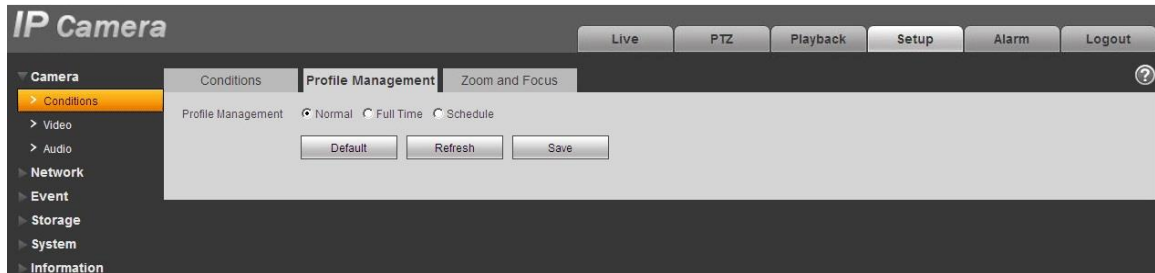 IP Camera
Live PTZ Playback Setup Alarm Logout
Camera
Conditions Profile Management Zoom and Focus
> Conditions
Profile Management Normal Full Time Schedule
> Video
> Audio
Default Refresh Save
Network
Event
Storage
System
Information